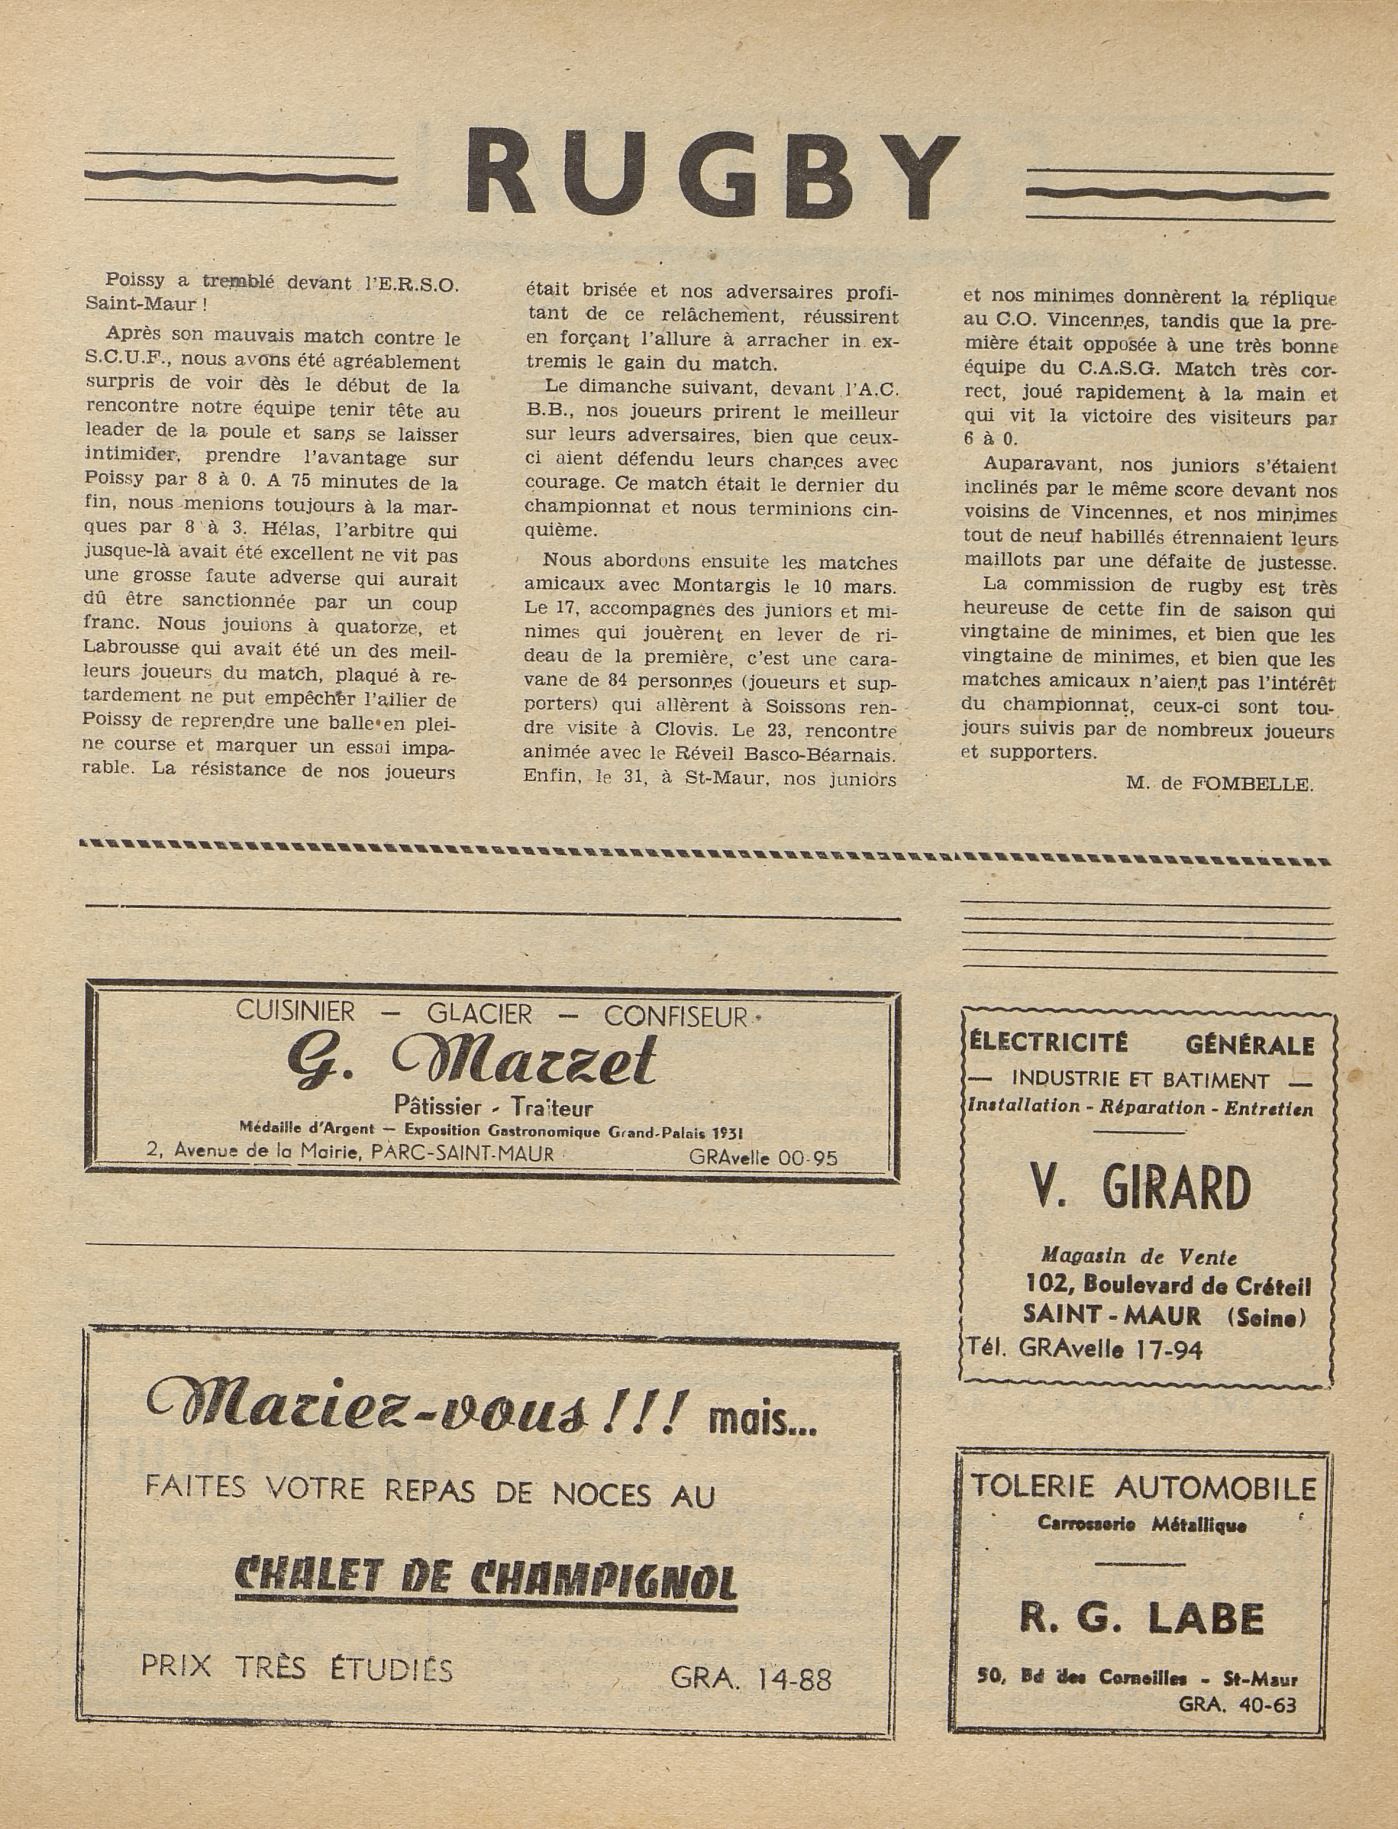 RUGBY
Poissy a tremblé devant l'E.R.S.O.
Saint-Maur !
Après son mauvais match contre le
S.C.U.F., nous avons été agréablement
surpris de voir dès le début de la
rencontre notre équipe tenir tête au
leader de la poule et sans se laisser
intimider, prendre l'avantage sur
Poissy par 8 à 0. A 75 minutes de la
fin, nous menions toujours à la mar-
ques par 8 à 3. Hélas, l'arbitre qui
jusque-là avait été excellent ne vit pas
une grosse faute adverse qui aurait
dû être sanctionnée par un coup
franc. Nous jouions à quatorze, et
Labrousse qui avait été un des meil-
leurs joueurs du match, plaqué à re-
tardement ne put empêcher l'ailier de
Poissy de reprendre une balle en plei-
ne course et marquer un essai impa-
rable. La résistance de nos joueurs
était brisée et nos adversaires profi-
tant de ce relâchement, réussirent
en forçant l'allure à arracher in ex-
tremis le gain du match.
Le dimanche suivant, devant l'A.C.
B.B., nos joueurs prirent le meilleur
sur leurs adversaires, bien que ceux-
ci aient défendu leurs chances avec
courage. Ce match était le dernier du
championnat et nous terminions cin-
quième.
Nous abordons ensuite les matches
amicaux avec Montargis le 10 mars.
Le 17, accompagnés des juniors et mi-
nimes qui jouèrent en lever de ri-
deau de la première, c'est une cara-
vane de 84 personnes (joueurs et sup-
porters) qui allèrent à Soissons ren-
dre visite à Clovis. Le 23, rencontre
animée avec le Réveil Basco-Béarnais.
Enfin, le 31, à St-Maur, nos juniors
et nos minimes donnèrent la réplique
au C.O. Vincennes, tandis que la pre-
mière était opposée à une très bonne
équipe du C.A.S.G. Match très cor-
rect, joué rapidement à la main et
qui vit la victoire des visiteurs par
6 à 0.
Auparavant, nos juniors s'étaient
inclinés par le même score devant nos
voisins de Vincennes, et nos minimes
tout de neuf habillés étrennaient leurs
maillots par une défaite de justesse.
La commission de rugby est très
heureuse de cette fin de saison qui
vingtaine de minimes, et bien que les
vingtaine de minimes, et bien que les
matches amicaux n'aient pas l'intérêt
du championnat, ceux-ci sont tou-
jours suivis par de nombreux joueurs
et supporters.
M. de FOMBELLE.
CUISINIER — GLACIER — CONFISEUR
G. Marzet
Pâtissier - Traiteur
Médaille d'Argent — Exposition Gastronomique Grand-Palais 1931
2, Avenue de la Mairie, PARC-SAINT-MAUR GRAvelle 00-95
Mariez-vous !!! mais...
FAITES VOTRE REPAS DE NOCES AU
CHALET DE CHAMPIGNOL
PRIX TRÈS ÉTUDIÉS GRA. 14-88
ÉLECTRICITÉ GÉNÉRALE
— INDUSTRIE ET BATIMENT —
Installation - Réparation - Entretien
V. GIRARD
Magasin de Vente
102, Boulevard de Créteil
SAINT-MAUR (Seine)
Tél. GRAvelle 17-94
TOLERIE AUTOMOBILE
Carrosserie Métallique
R. G. LABE
50, Bd des Corneilles - St-Maur
GRA. 40-63